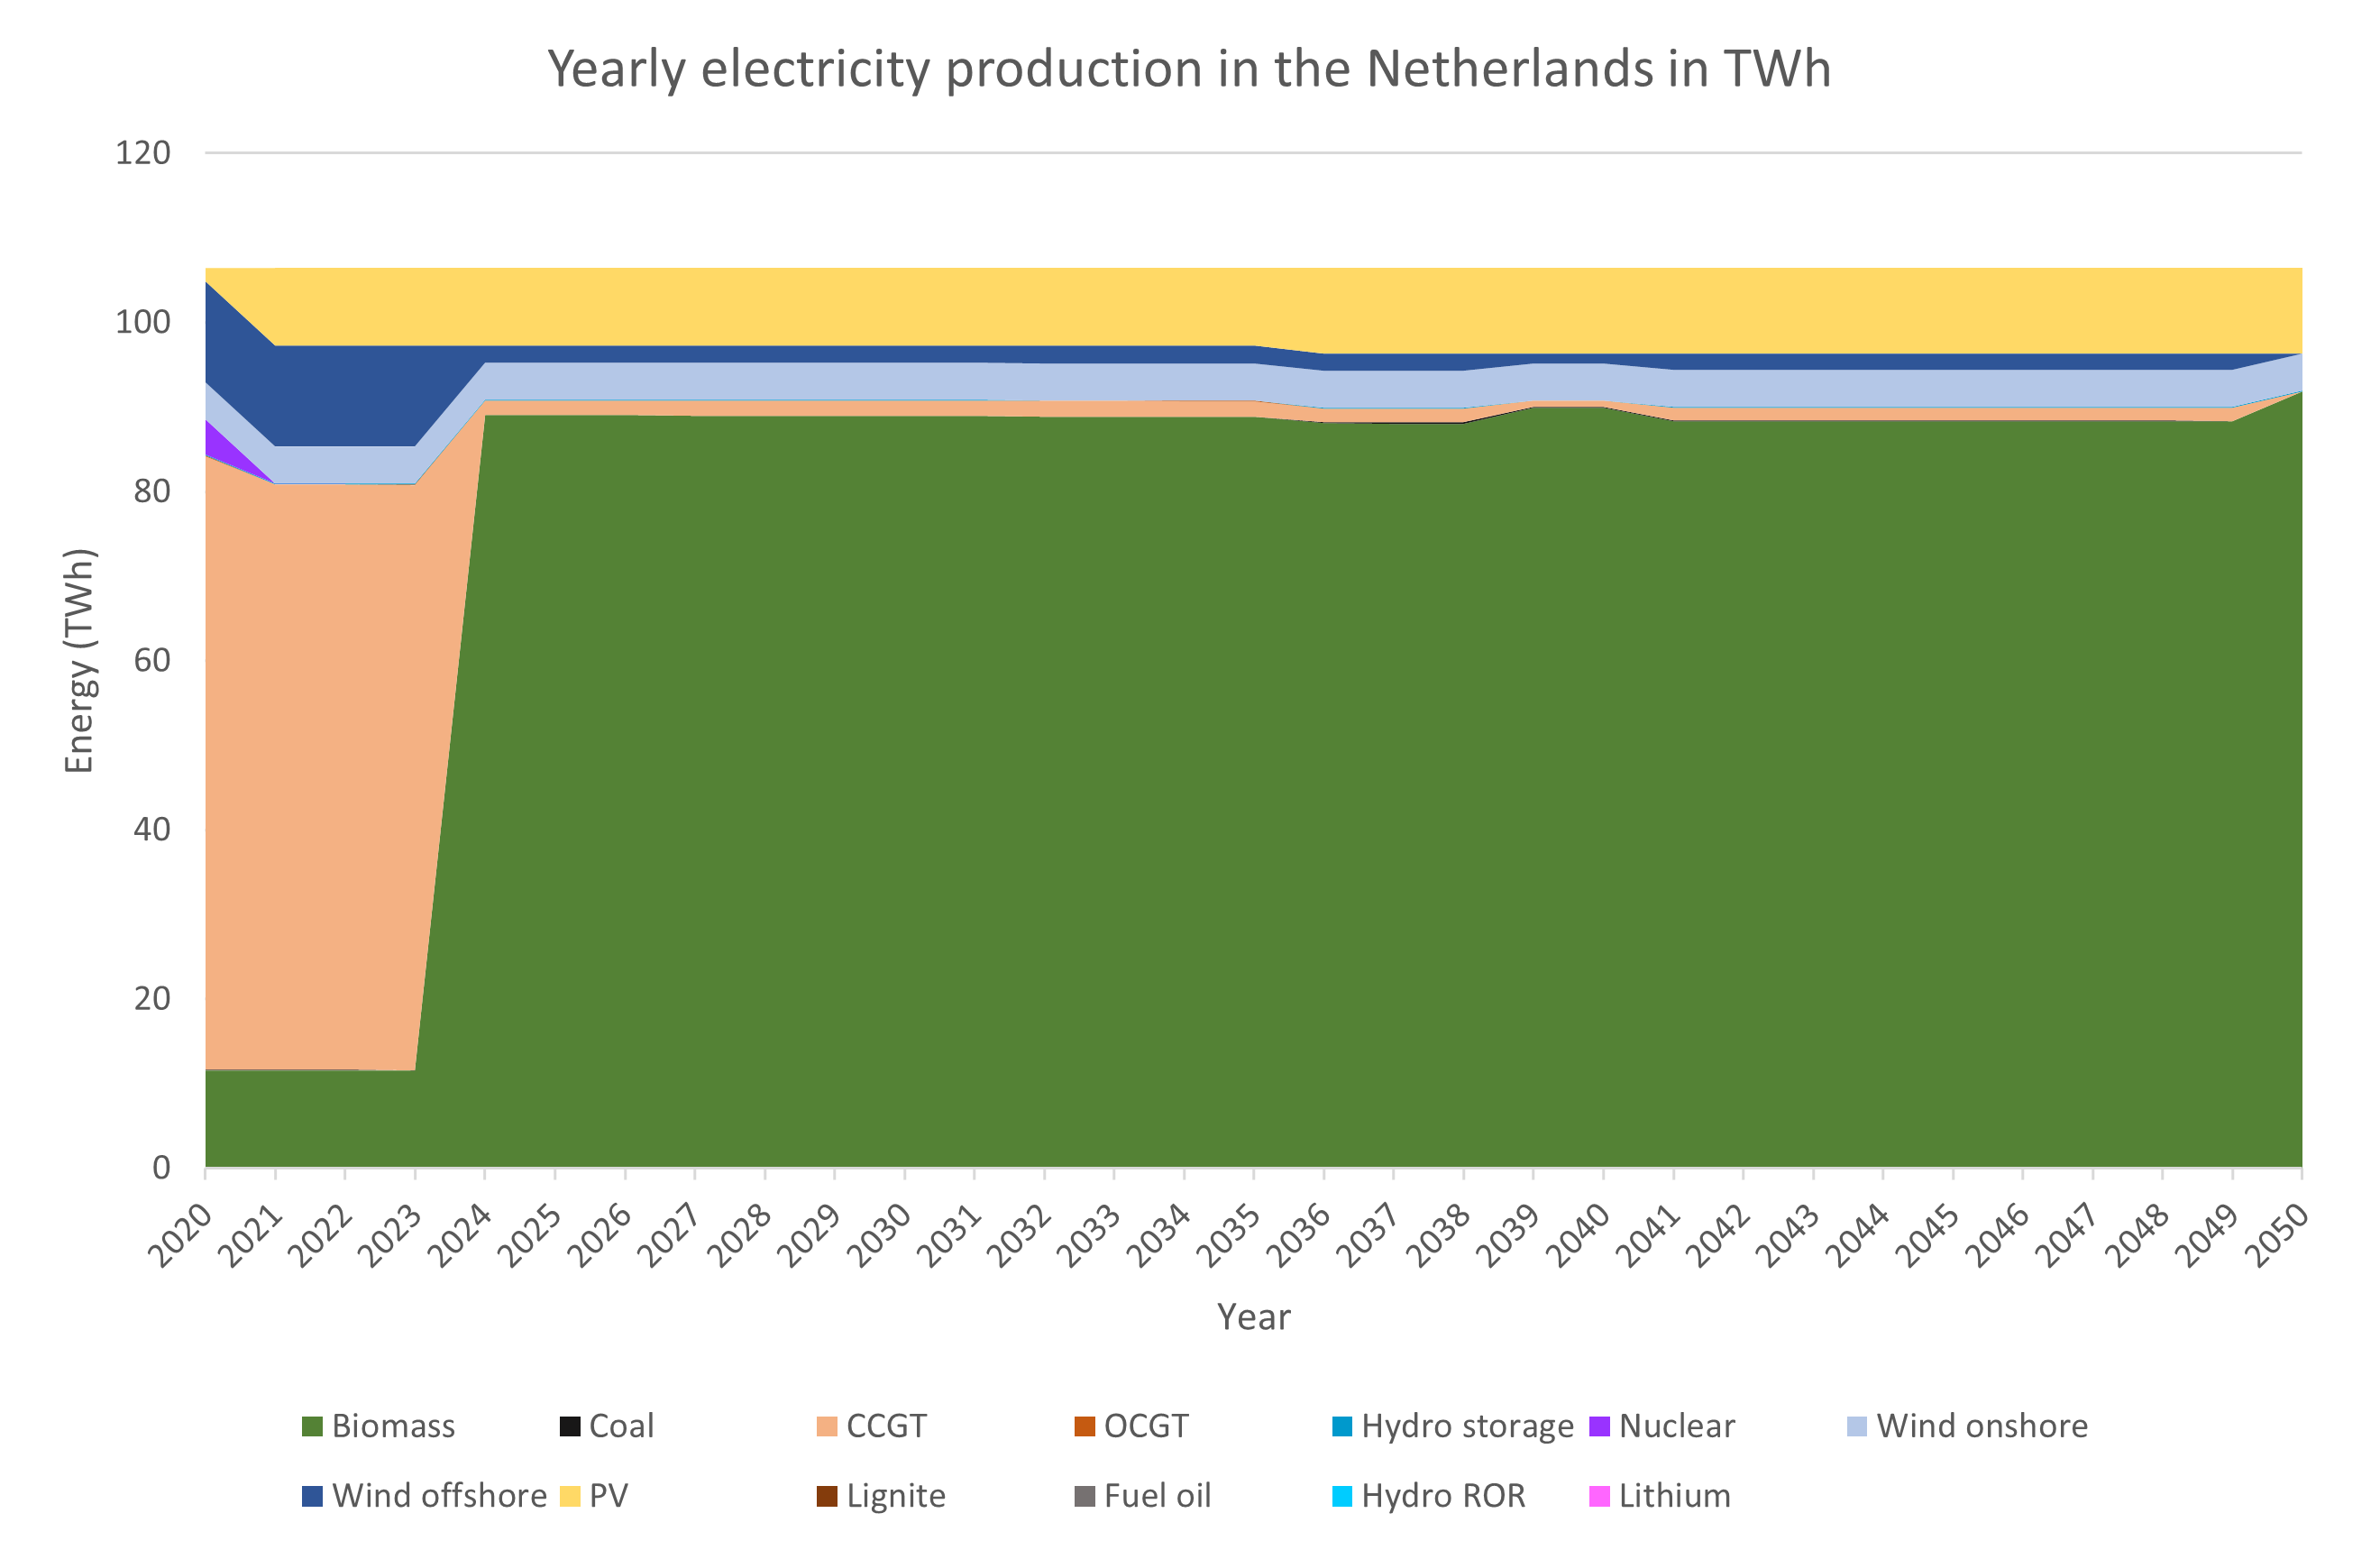 Yearly electricity production in the Netherlands in TWh
120
100
80
60
40
20
0
Energy (TWh)
2020 2021 2022 2023 2024 2025 2026 2027 2028 2029 2030 2031 2032 2033 2034 2035 2036 2037 2038 2039 2040 2041 2042 2043 2044 2045 2046 2047 2048 2049 2050
Year
Biomass Coal CCGT OCGT Hydro storage Nuclear Wind onshore
Wind offshore PV Lignite Fuel oil Hydro ROR Lithium